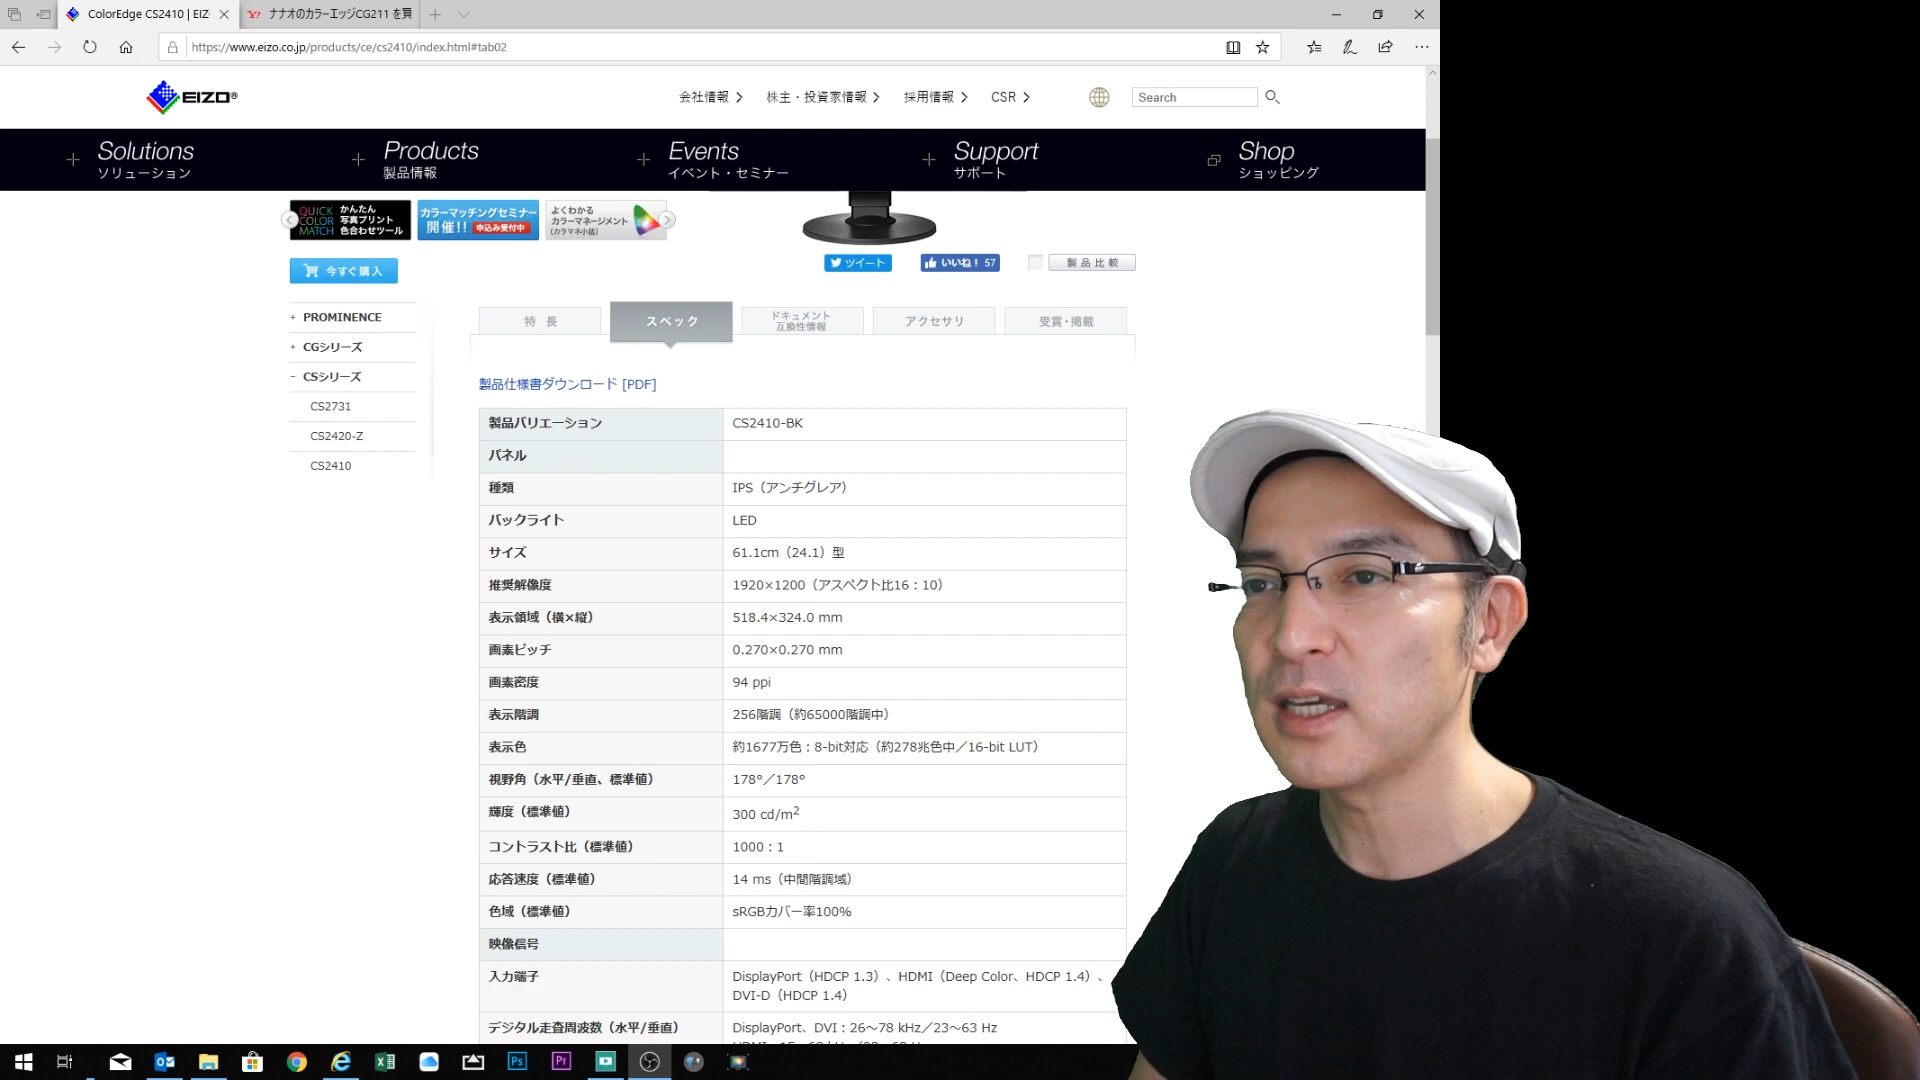 ColorEdge CS2410 | EIZ
ナナオのカラーエッジCG211 を買
https://www.eizo.co.jp/products/ce/cs2410/index.html#tab02
EIZO®
会社情報
株主・投資家情報
採用情報
CSR
Search
Solutions
ソリューション
Products
製品情報
Events
イベント・セミナー
Support
サポート
Shop
ショッピング
QUICK COLOR MATCH
かんたん
写真プリント
色合わせツール
カラーマッチングセミナー
開催!! 申込み受付中
よくわかる
カラーマネージメント
(カラマネ小話)
ツイート
いいね! 57
製品比較
今すぐ購入
PROMINENCE
CGシリーズ
CSシリーズ
CS2731
CS2420-Z
CS2410
特 長
スペック
ドキュメント
互換性情報
アクセサリ
受賞・掲載
製品仕様書ダウンロード [PDF]
製品バリエーション CS2410-BK
パネル
種類 IPS（アンチグレア）
バックライト LED
サイズ 61.1cm（24.1）型
推奨解像度 1920×1200（アスペクト比16：10）
表示領域（横×縦） 518.4×324.0 mm
画素ピッチ 0.270×0.270 mm
画素密度 94 ppi
表示階調 256階調（約65000階調中）
表示色 約1677万色：8-bit対応（約278兆色中／16-bit LUT）
視野角（水平/垂直、標準値） 178°／178°
輝度（標準値） 300 cd/m²
コントラスト比（標準値） 1000：1
応答速度（標準値） 14 ms（中間階調域）
色域（標準値） sRGBカバー率100%
映像信号
入力端子 DisplayPort（HDCP 1.3）、HDMI（Deep Color、HDCP 1.4）、
DVI-D（HDCP 1.4）
デジタル走査周波数（水平/垂直） DisplayPort、DVI：26～78 kHz／23～63 Hz
Ps
Pr